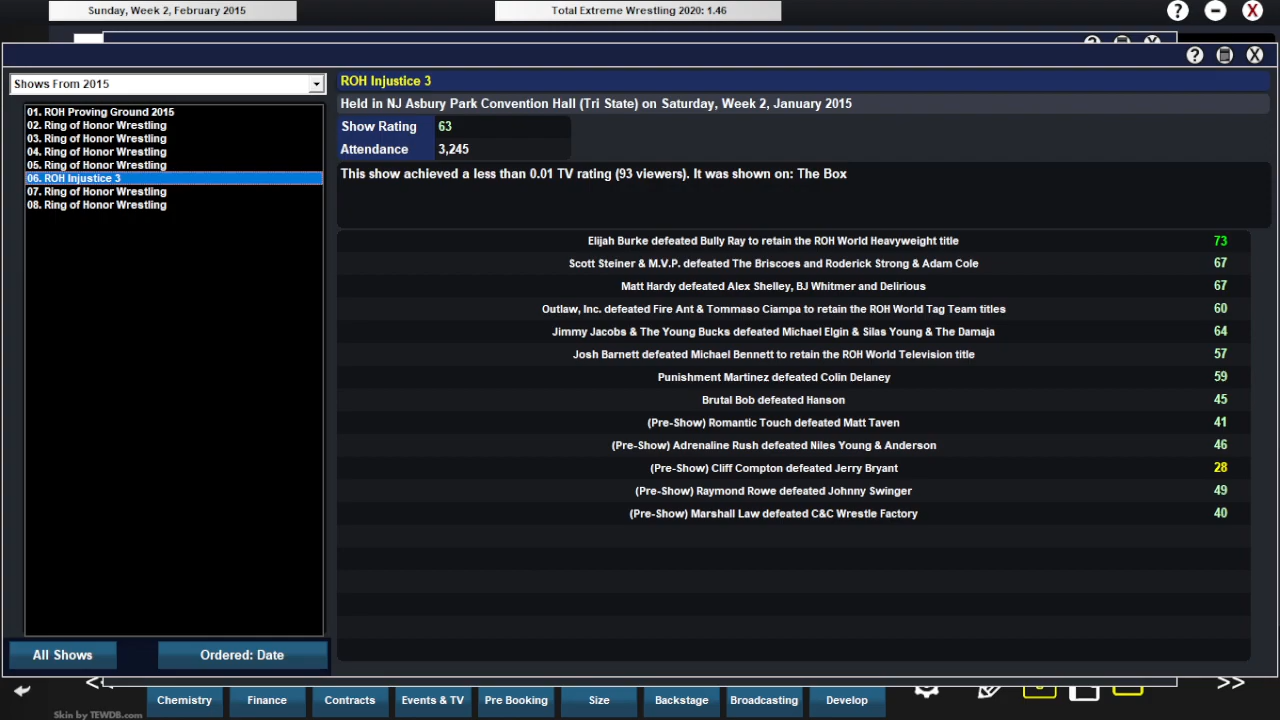 Sunday, Week 2, February 2015
Total Extreme Wrestling 2020: 1.46
Shows From 2015
01. ROH Proving Ground 2015
02. Ring of Honor Wrestling
03. Ring of Honor Wrestling
04. Ring of Honor Wrestling
05. Ring of Honor Wrestling
06. ROH Injustice 3
07. Ring of Honor Wrestling
08. Ring of Honor Wrestling
All Shows
Ordered: Date
ROH Injustice 3
Held in NJ Asbury Park Convention Hall (Tri State) on Saturday, Week 2, January 2015
Show Rating 63
Attendance 3,245
This show achieved a less than 0.01 TV rating (93 viewers). It was shown on: The Box
Elijah Burke defeated Bully Ray to retain the ROH World Heavyweight title 73
Scott Steiner & M.V.P. defeated The Briscoes and Roderick Strong & Adam Cole 67
Matt Hardy defeated Alex Shelley, BJ Whitmer and Delirious 67
Outlaw, Inc. defeated Fire Ant & Tommaso Ciampa to retain the ROH World Tag Team titles 60
Jimmy Jacobs & The Young Bucks defeated Michael Elgin & Silas Young & The Damaja 64
Josh Barnett defeated Michael Bennett to retain the ROH World Television title 57
Punishment Martinez defeated Colin Delaney 59
Brutal Bob defeated Hanson 45
(Pre-Show) Romantic Touch defeated Matt Taven 41
(Pre-Show) Adrenaline Rush defeated Niles Young & Anderson 46
(Pre-Show) Cliff Compton defeated Jerry Bryant 28
(Pre-Show) Raymond Rowe defeated Johnny Swinger 49
(Pre-Show) Marshall Law defeated C&C Wrestle Factory 40
Chemistry
Finance
Contracts
Events & TV
Pre Booking
Size
Backstage
Broadcasting
Develop
Skin by TEWDB.com